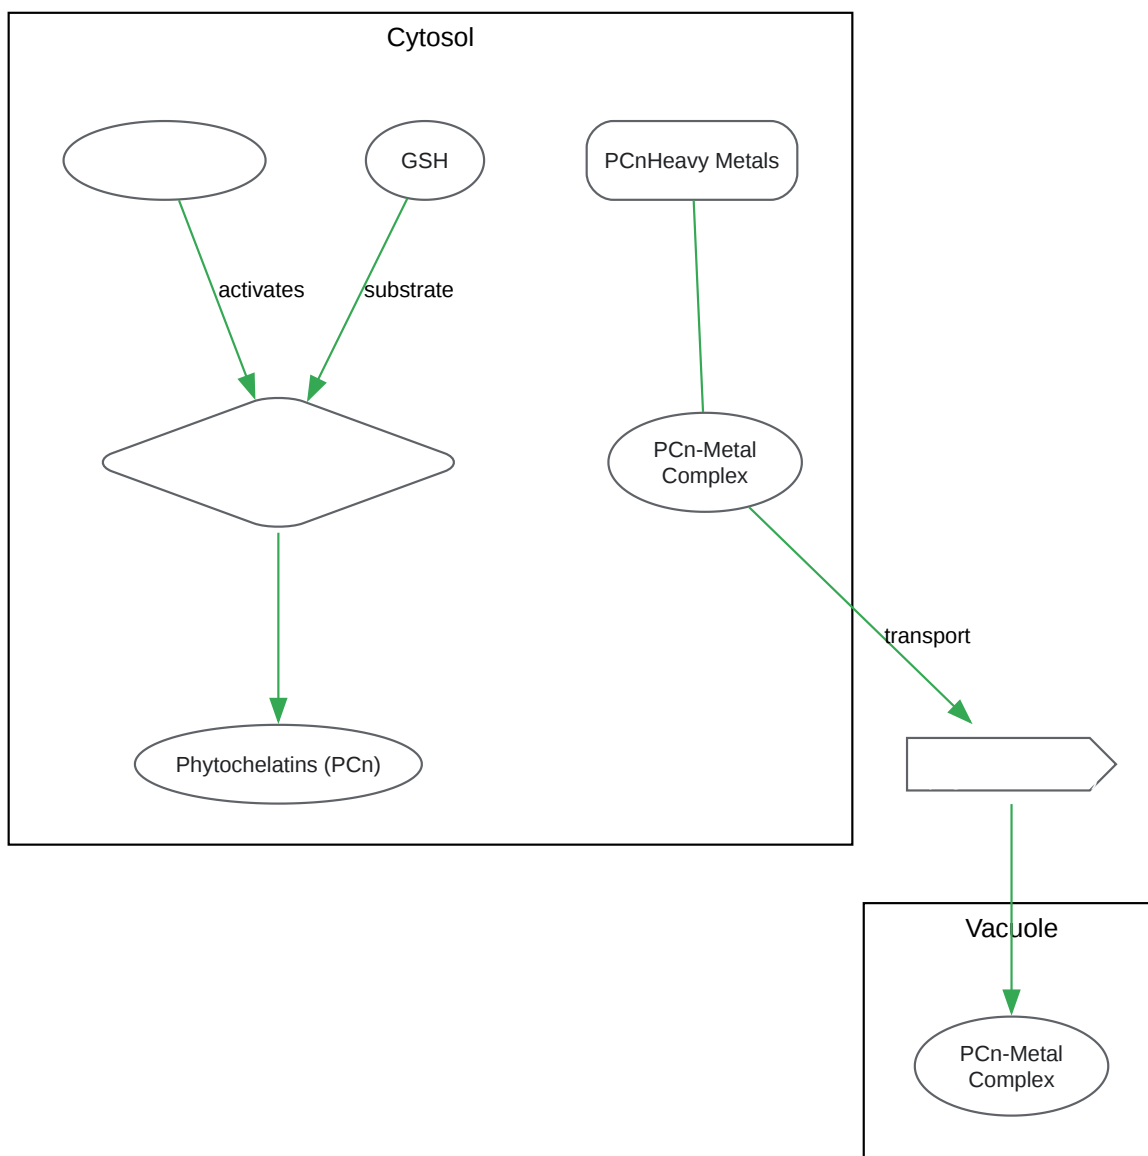 Cytosol
GSH
PCnHeavy Metals
activates
substrate
PCn-Metal
Complex
transport
Phytochelatins (PCn)
Vacuole
PCn-Metal
Complex